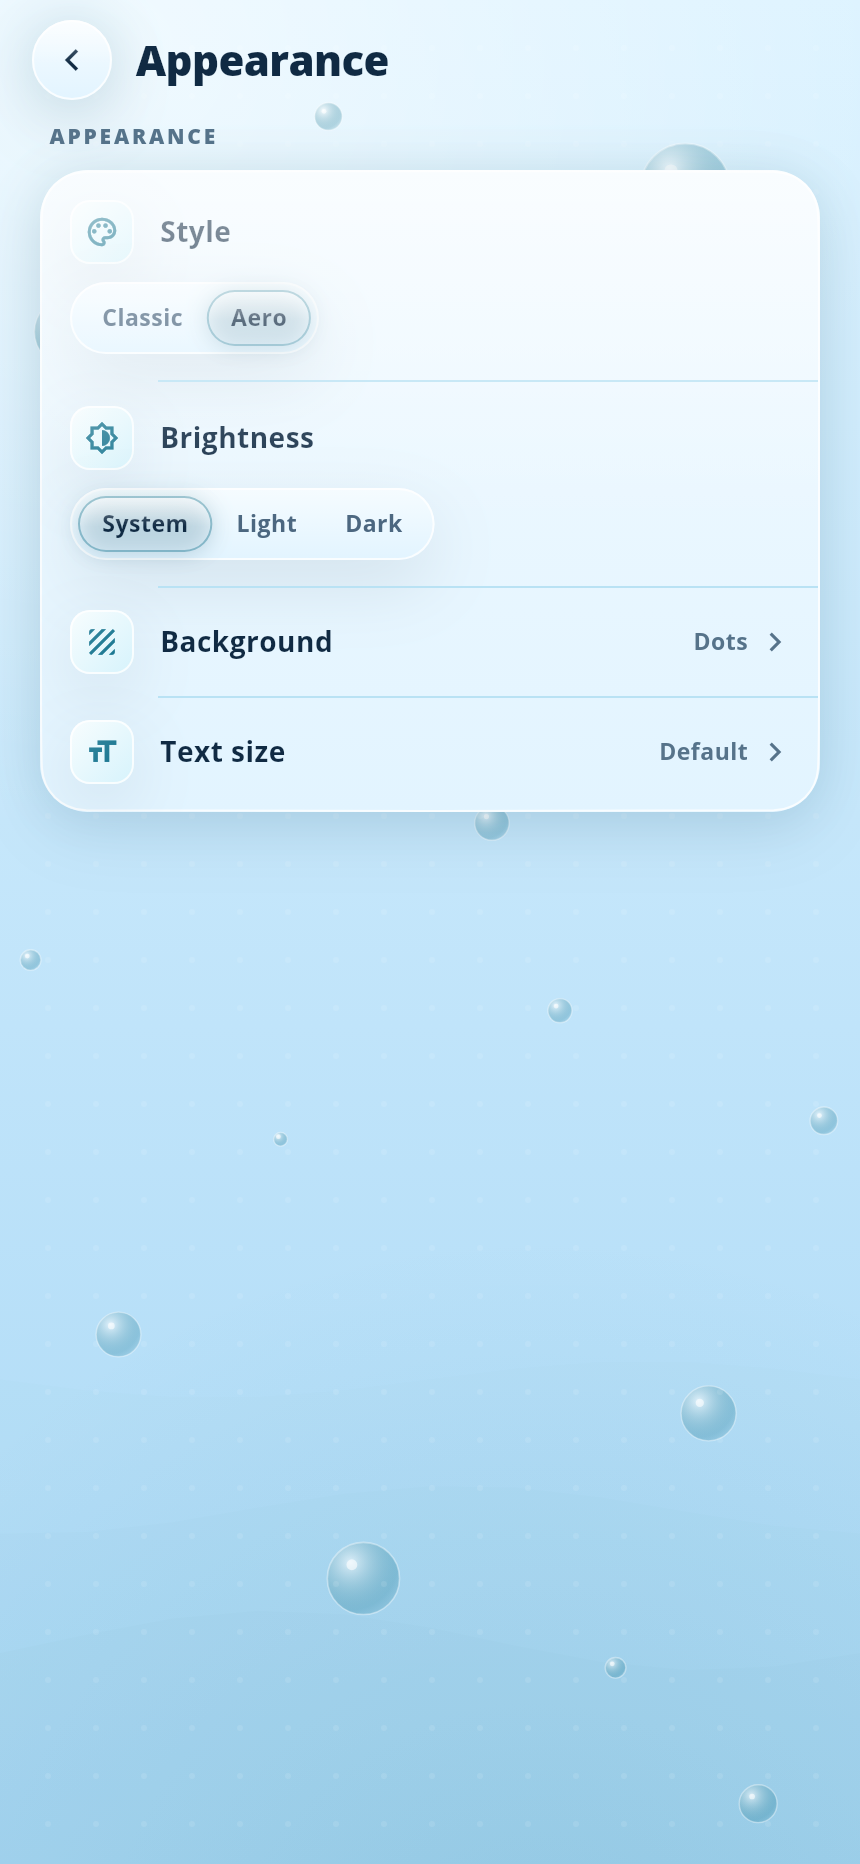 Appearance
APPEARANCE
Style
Classic Aero
Brightness
System Light Dark
Background Dots
Text size Default